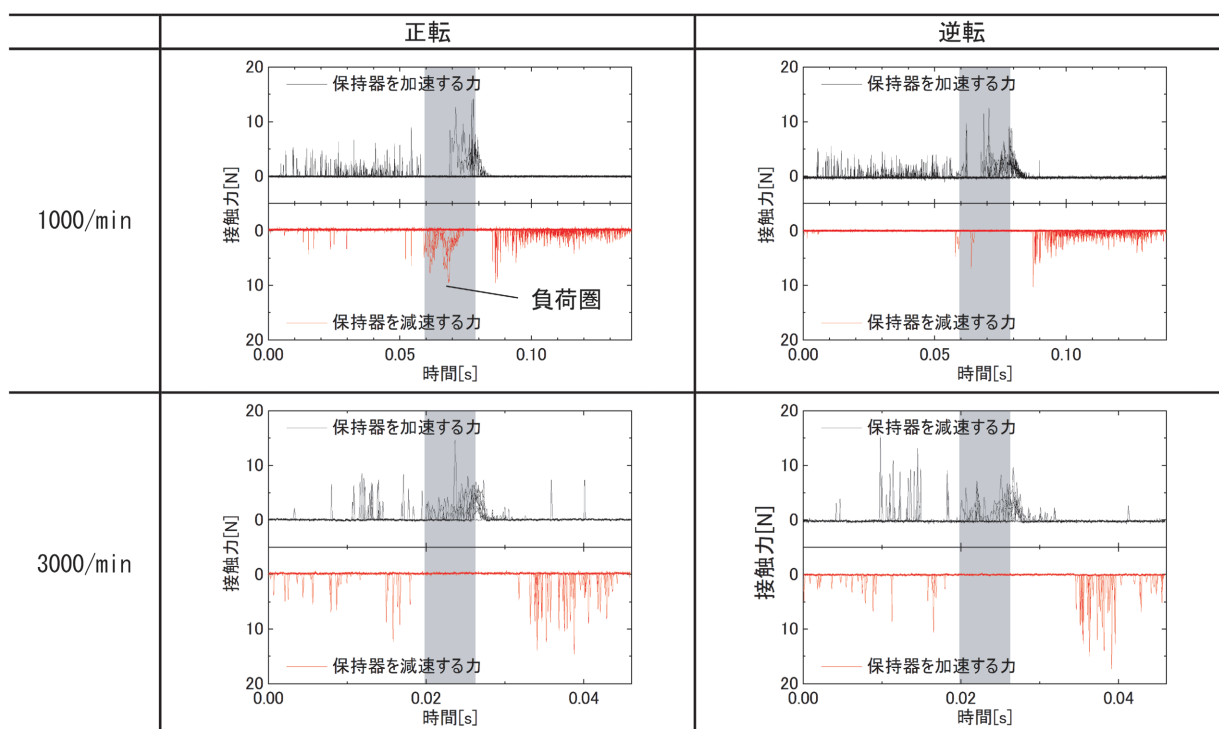 正転
逆転
1000/min
20
10
0
0
10
20
接触力[N]
保持器を加速する力
負荷圏
保持器を減速する力
0.00
0.05
0.10
時間[s]
20
10
0
0
10
20
接触力[N]
保持器を加速する力
保持器を減速する力
0.00
0.05
0.10
時間[s]
3000/min
20
10
0
0
10
20
接触力[N]
保持器を加速する力
保持器を減速する力
0.00
0.02
0.04
時間[s]
20
10
0
0
10
20
接触力[N]
保持器を減速する力
保持器を加速する力
0.00
0.02
0.04
時間[s]